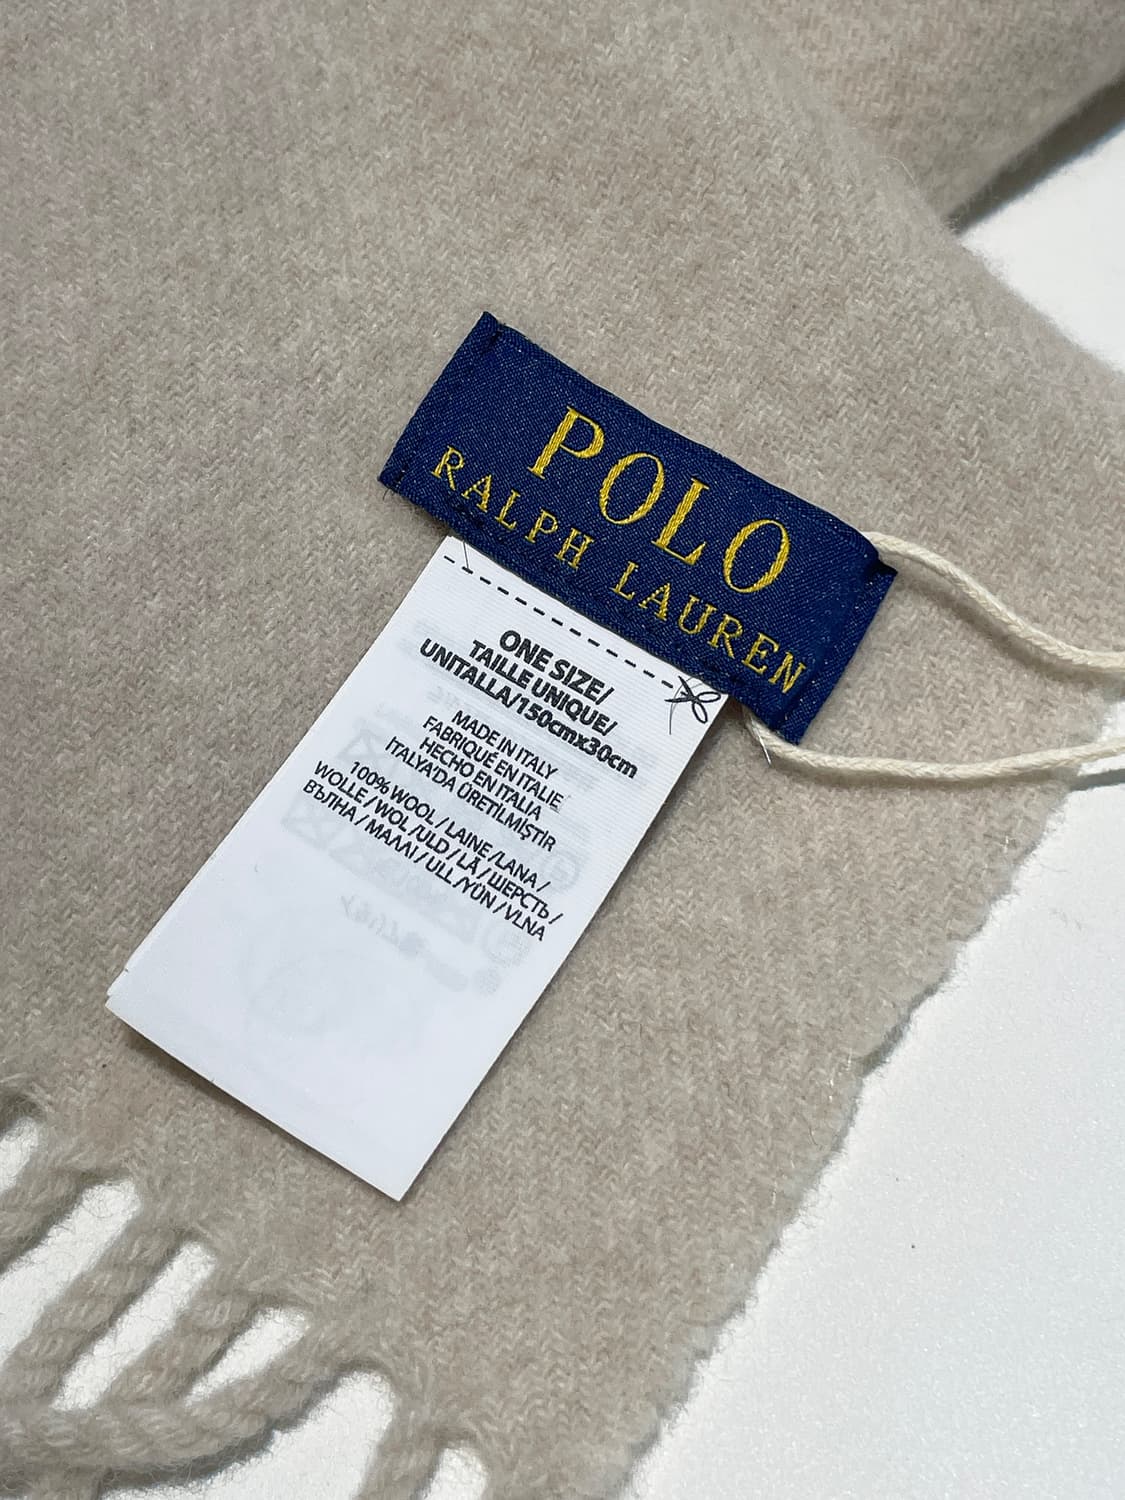 POLO
RALPH LAUREN
ONE SIZE/
TAILLE UNIQUE/
UNITALLA/150cmx30cm
MADE IN ITALY
FABRIQUÉ EN ITALIE
HECHO EN ITALIA
İTALYA'DA ÜRETİLMİŞTİR
100% WOOL / LAINE /LANA /
WOLLE / WOL /ULD / LÃ / ШЕРСТЬ /
ВЪЛНА / ΜΑΛΛΙ / ULL /YÜN / VLNA